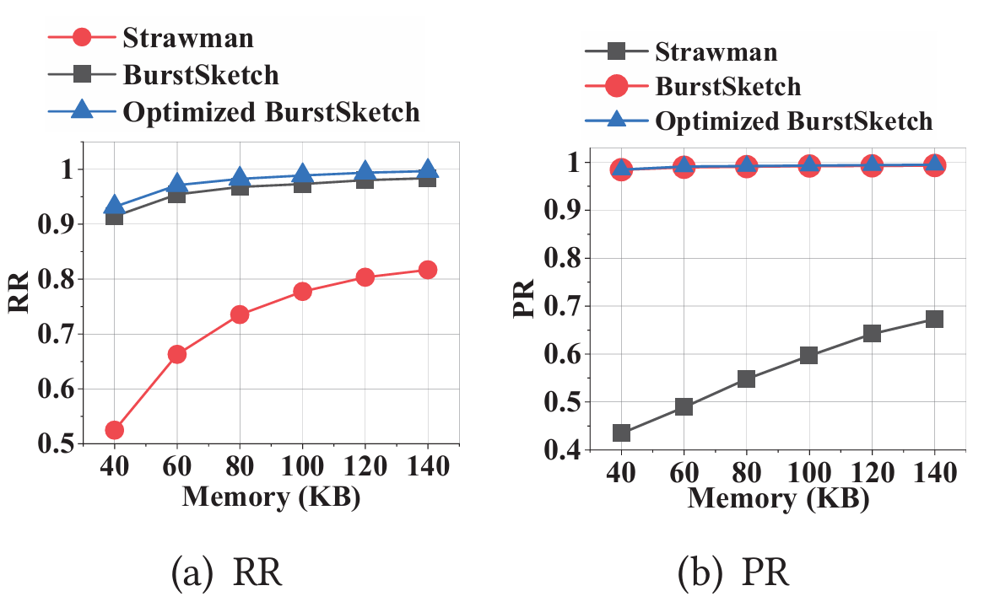 Strawman
BurstSketch
Optimized BurstSketch
1
0.9
0.8
0.7
0.6
0.5
RR
40 60 80 100 120 140
Memory (KB)
(a) RR
Strawman
BurstSketch
Optimized BurstSketch
1
0.9
0.8
0.7
0.6
0.5
0.4
PR
40 60 80 100 120 140
Memory (KB)
(b) PR